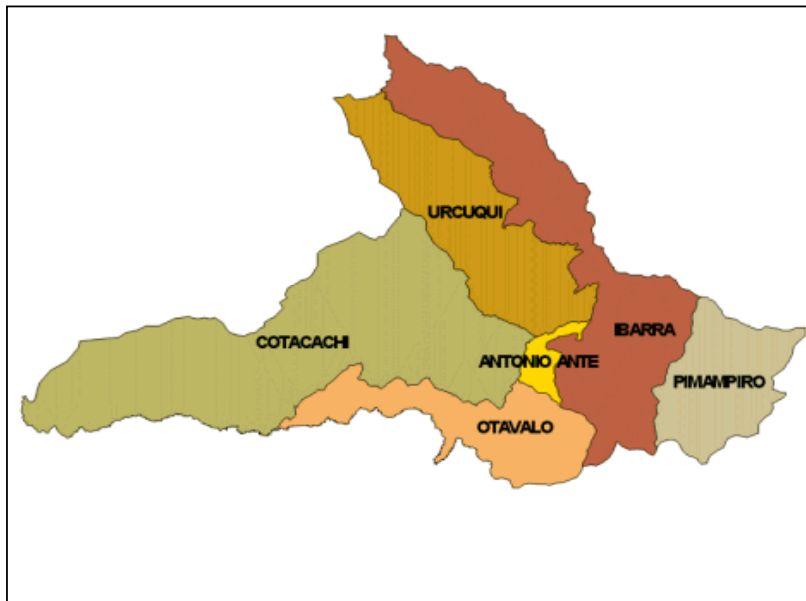 URCUQUI
IBARRA
COTACACHI
ANTONIO ANTE
PIMAMPIRO
OTAVALO